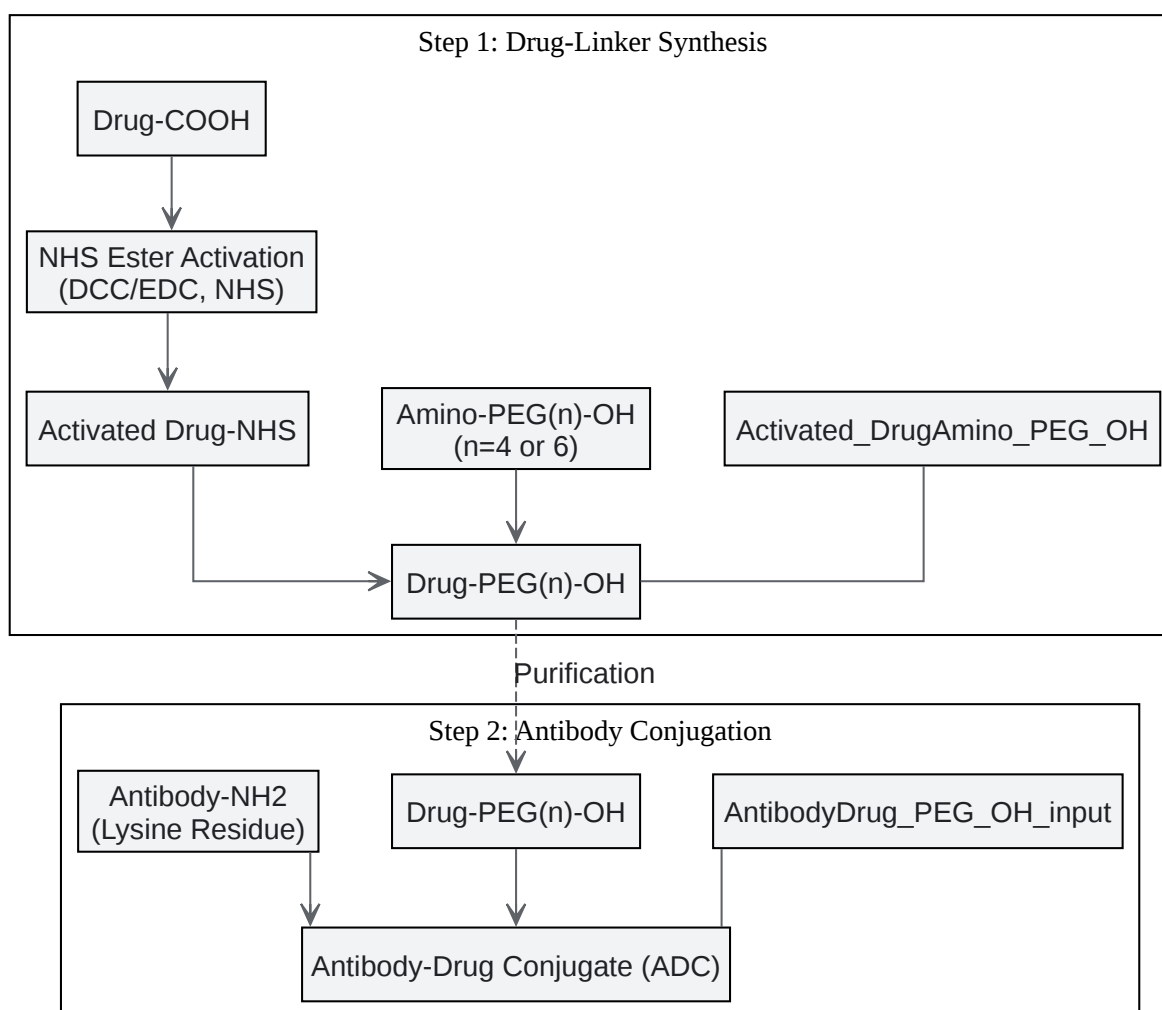 Step 1: Drug-Linker Synthesis
Drug-COOH
NHS Ester Activation
(DCC/EDC, NHS)
Activated Drug-NHS
Amino-PEG(n)-OH
(n=4 or 6)
Activated_DrugAmino_PEG_OH
Drug-PEG(n)-OH
Purification
Step 2: Antibody Conjugation
Antibody-NH2
(Lysine Residue)
Drug-PEG(n)-OH
AntibodyDrug_PEG_OH_input
Antibody-Drug Conjugate (ADC)